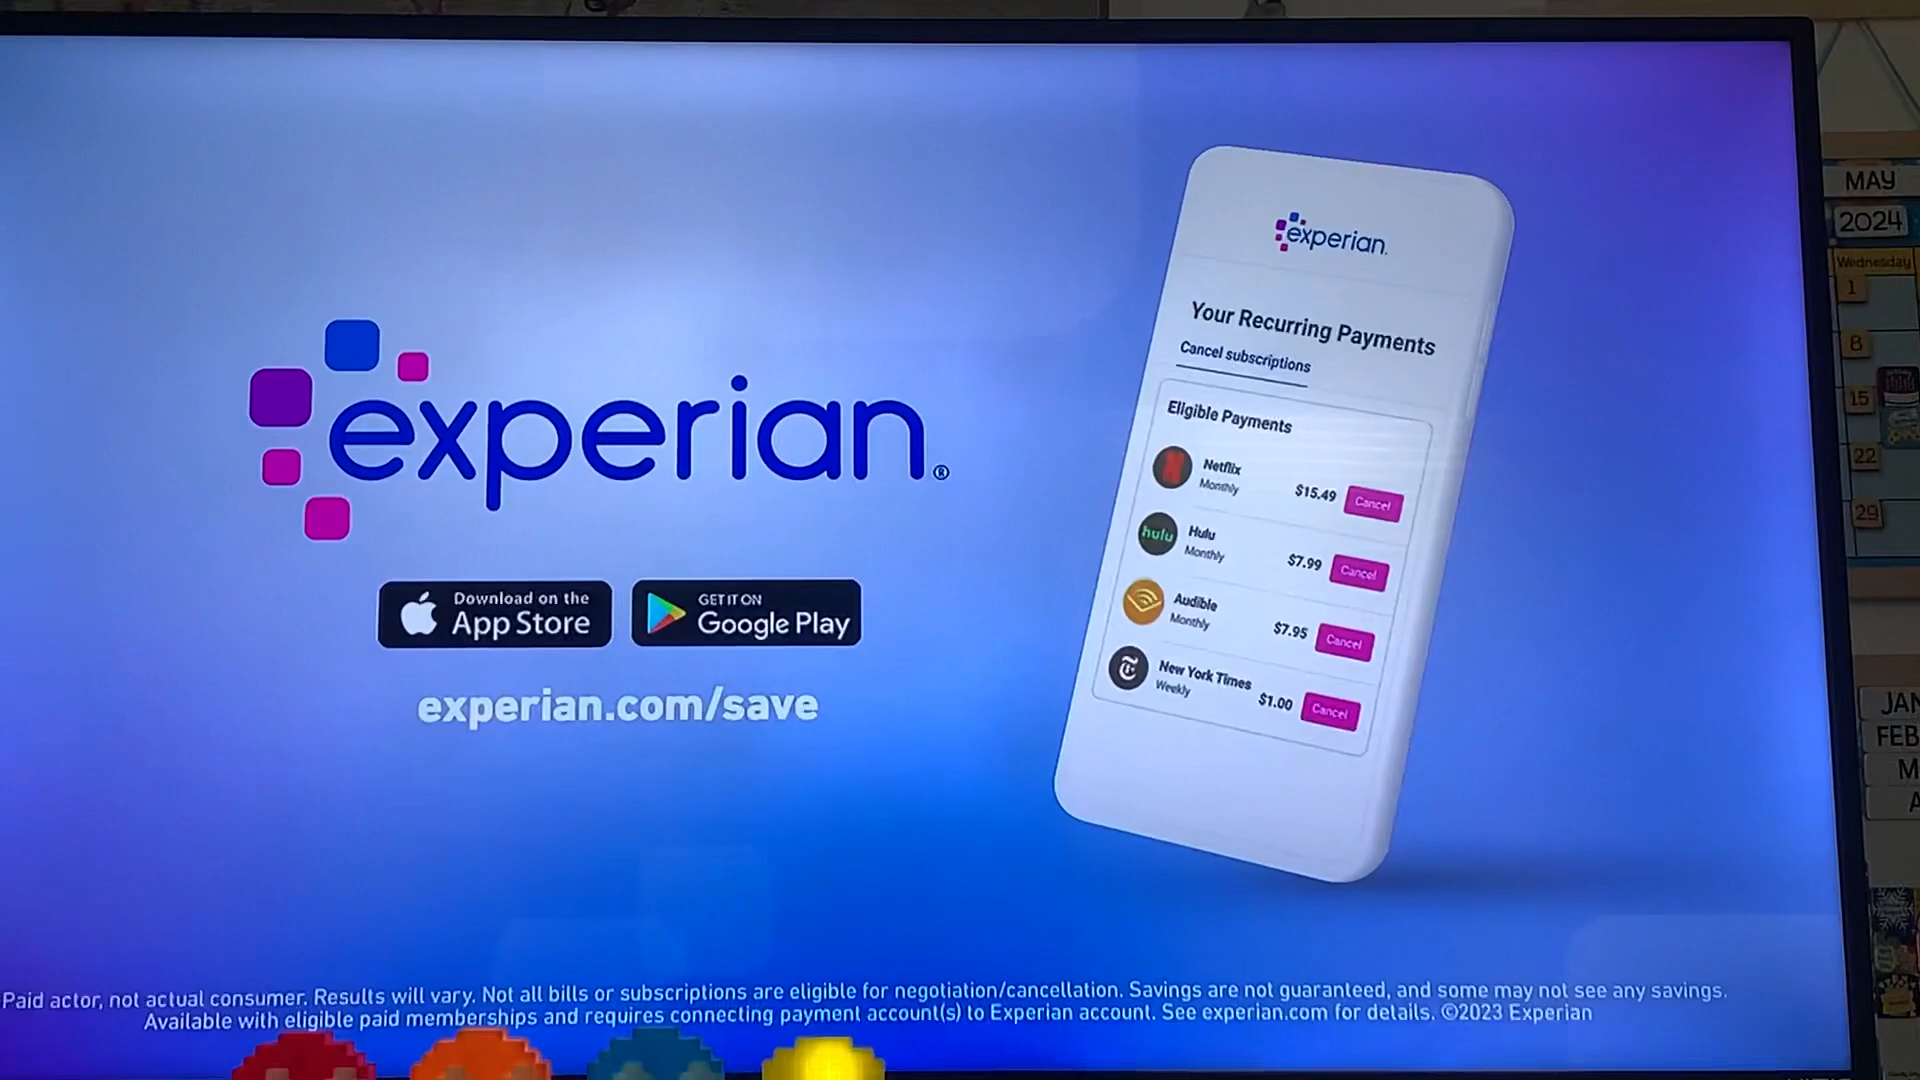 experian®
Download on the
App Store
GET IT ON
Google Play
experian.com/save
experian
Your Recurring Payments
Cancel subscriptions
Eligible Payments
Netflix
Monthly
$15.49
Cancel
hulu
Hulu
Monthly
$7.99
Cancel
Audible
Monthly
$7.95
Cancel
New York Times
Weekly
$1.00
Cancel
Paid actor, not actual consumer. Results will vary. Not all bills or subscriptions are eligible for negotiation/cancellation. Savings are not guaranteed, and some may not see any savings.
Available with eligible paid memberships and requires connecting payment account(s) to Experian account. See experian.com for details. ©2023 Experian
MAY
2024
Wednesday
1
8
15
22
29
JAN
FEB
M
A